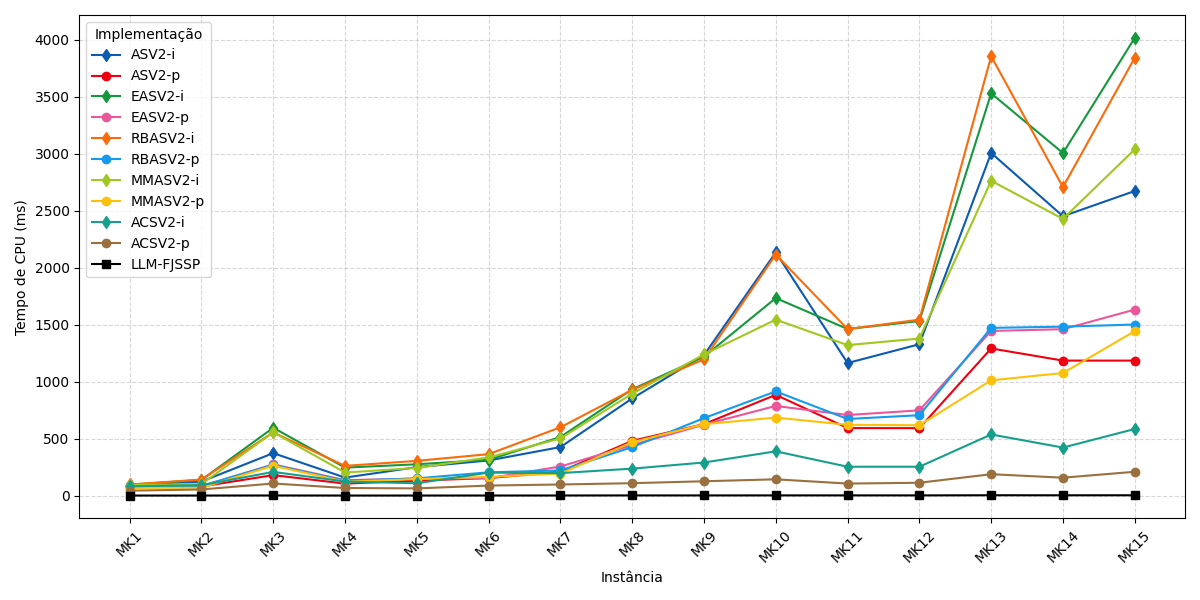 Implementação
ASV2-i
ASV2-p
EASV2-i
EASV2-p
RBASV2-i
RBASV2-p
MMASV2-i
MMASV2-p
ACSV2-i
ACSV2-p
LLM-FJSSP
Tempo de CPU (ms)
4000
3500
3000
2500
2000
1500
1000
500
0
MK1 MK2 MK3 MK4 MK5 MK6 MK7 MK8 MK9 MK10 MK11 MK12 MK13 MK14 MK15
Instância